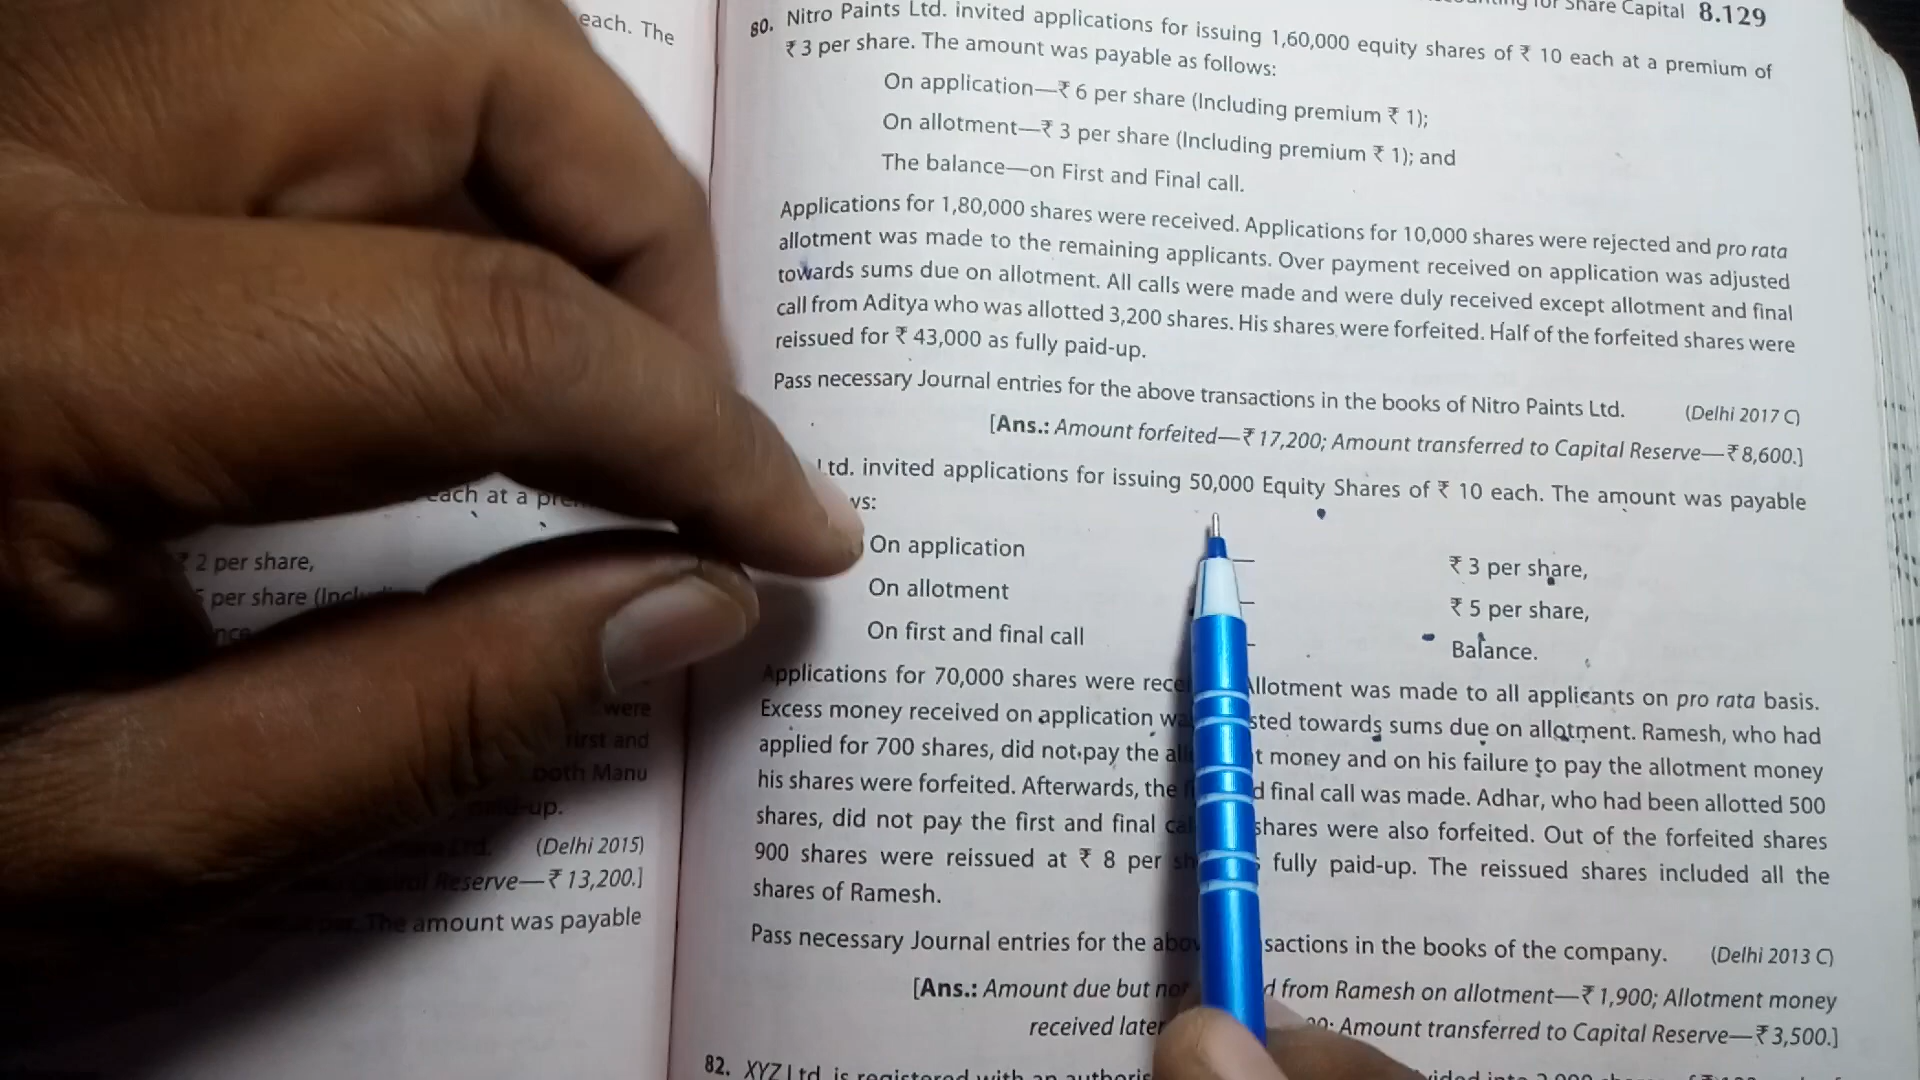 each. The
each at a
₹ 2 per share,
per share
were
first and
both Manu
paid-up.
(Delhi 2015)
Reserve—₹ 13,200.]
The amount was payable
for Share Capital 8.129
80. Nitro Paints Ltd. invited applications for issuing 1,60,000 equity shares of ₹ 10 each at a premium of
₹ 3 per share. The amount was payable as follows:
On application—₹ 6 per share (Including premium ₹ 1);
On allotment—₹ 3 per share (Including premium ₹ 1); and
The balance—on First and Final call.
Applications for 1,80,000 shares were received. Applications for 10,000 shares were rejected and pro rata
allotment was made to the remaining applicants. Over payment received on application was adjusted
towards sums due on allotment. All calls were made and were duly received except allotment and final
call from Aditya who was allotted 3,200 shares. His shares were forfeited. Half of the forfeited shares were
reissued for ₹ 43,000 as fully paid-up.
Pass necessary Journal entries for the above transactions in the books of Nitro Paints Ltd. (Delhi 2017 C)
[Ans.: Amount forfeited—₹ 17,200; Amount transferred to Capital Reserve—₹ 8,600.]
Ltd. invited applications for issuing 50,000 Equity Shares of ₹ 10 each. The amount was payable
On application — ₹ 3 per share,
On allotment — ₹ 5 per share,
On first and final call - Balance.
Applications for 70,000 shares were Allotment was made to all applicants on pro rata basis.
Excess money received on application towards sums due on allotment. Ramesh, who had
applied for 700 shares, did not pay the money and on his failure to pay the allotment money
his shares were forfeited. Afterwards, the final call was made. Adhar, who had been allotted 500
shares, did not pay the first and final shares were also forfeited. Out of the forfeited shares
900 shares were reissued at ₹ 8 per fully paid-up. The reissued shares included all the
shares of Ramesh.
Pass necessary Journal entries for the in the books of the company. (Delhi 2013 C)
[Ans.: Amount due but from Ramesh on allotment—₹ 1,900; Allotment money
received later Amount transferred to Capital Reserve—₹ 3,500.]
82. XYZ Ltd. is registered with an